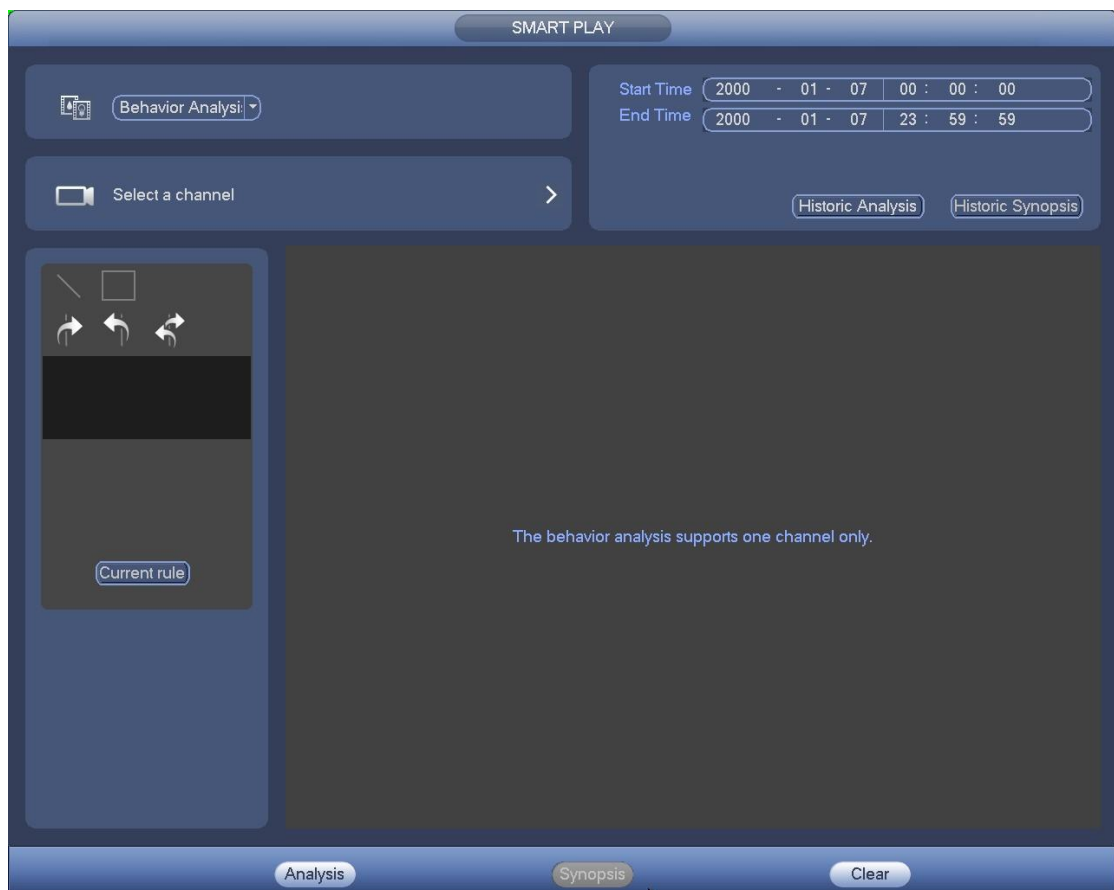 SMART PLAY
Behavior Analysi
Start Time 2000 - 01 - 07 00 : 00 : 00
End Time 2000 - 01 - 07 23 : 59 : 59
Select a channel
Historic Analysis Historic Synopsis
The behavior analysis supports one channel only.
Current rule
Analysis Synopsis Clear